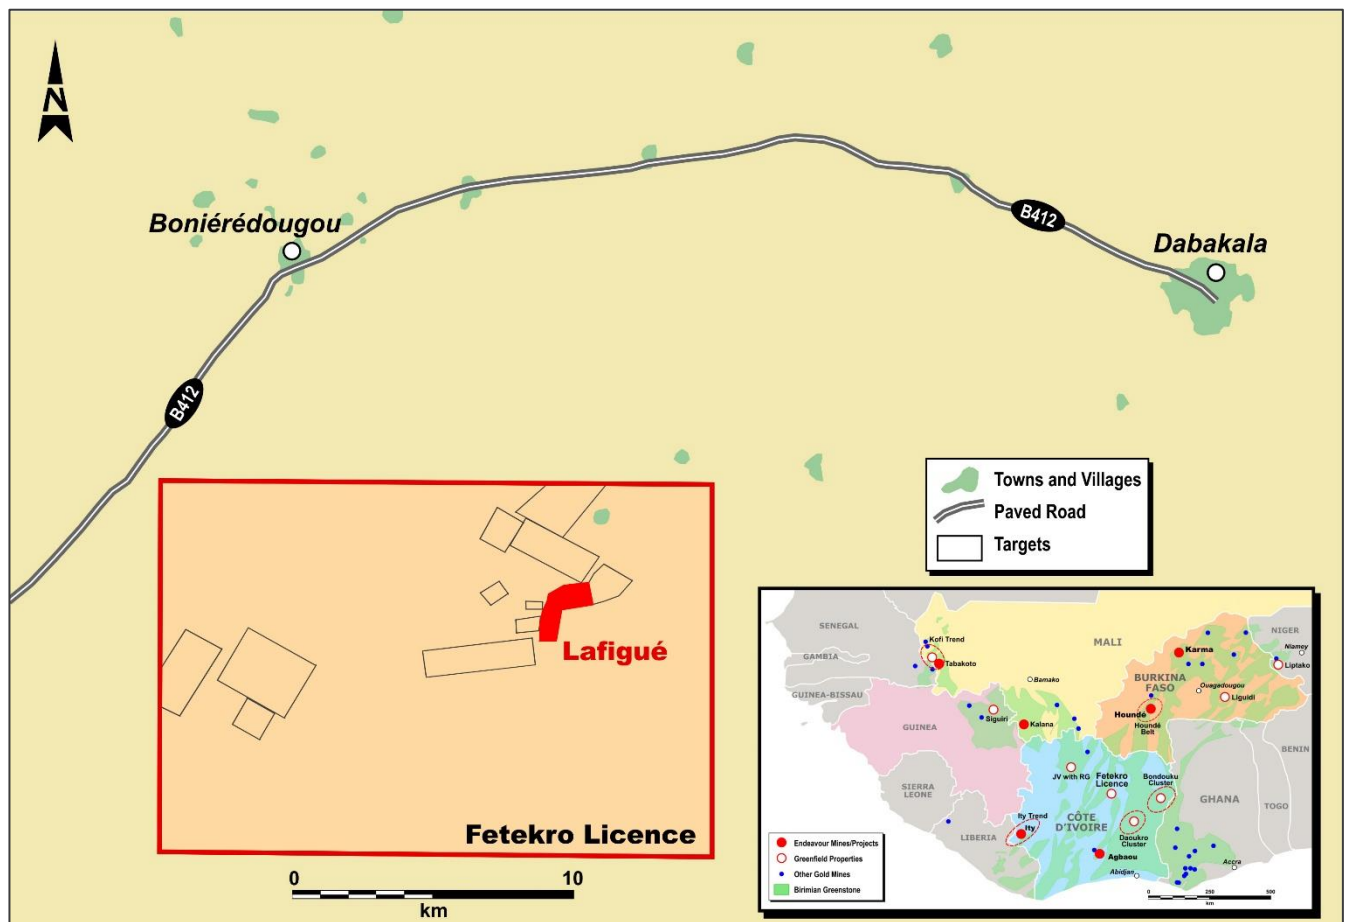 N
Boniérédougou
B412
Dabakala
B412
Lafigué
Fetekro Licence
0
10
km
Towns and Villages
Paved Road
Targets
SENEGAL
GAMBIA
GUINEA-BISSAU
GUINEA
SIERRA
LEONE
LIBERIA
MALI
NIGER
BURKINA
FASO
BENIN
GHANA
TOGO
CÔTE
D'IVOIRE
Kofi Trend
Tabakoto
Bamako
Siguiri
Kalana
Karma
Niamey
Liptako
Ouagadougou
Liguidi
Houndé
Houndé
Belt
JV with RG
Fetekro
Licence
Bondouku
Cluster
Ity Trend
Ity
Daoukro
Cluster
Agbaou
Abidjan
Accra
Endeavour Mines/Projects
Greenfield Properties
Other Gold Mines
Birimian Greenstone
0
250
500
km